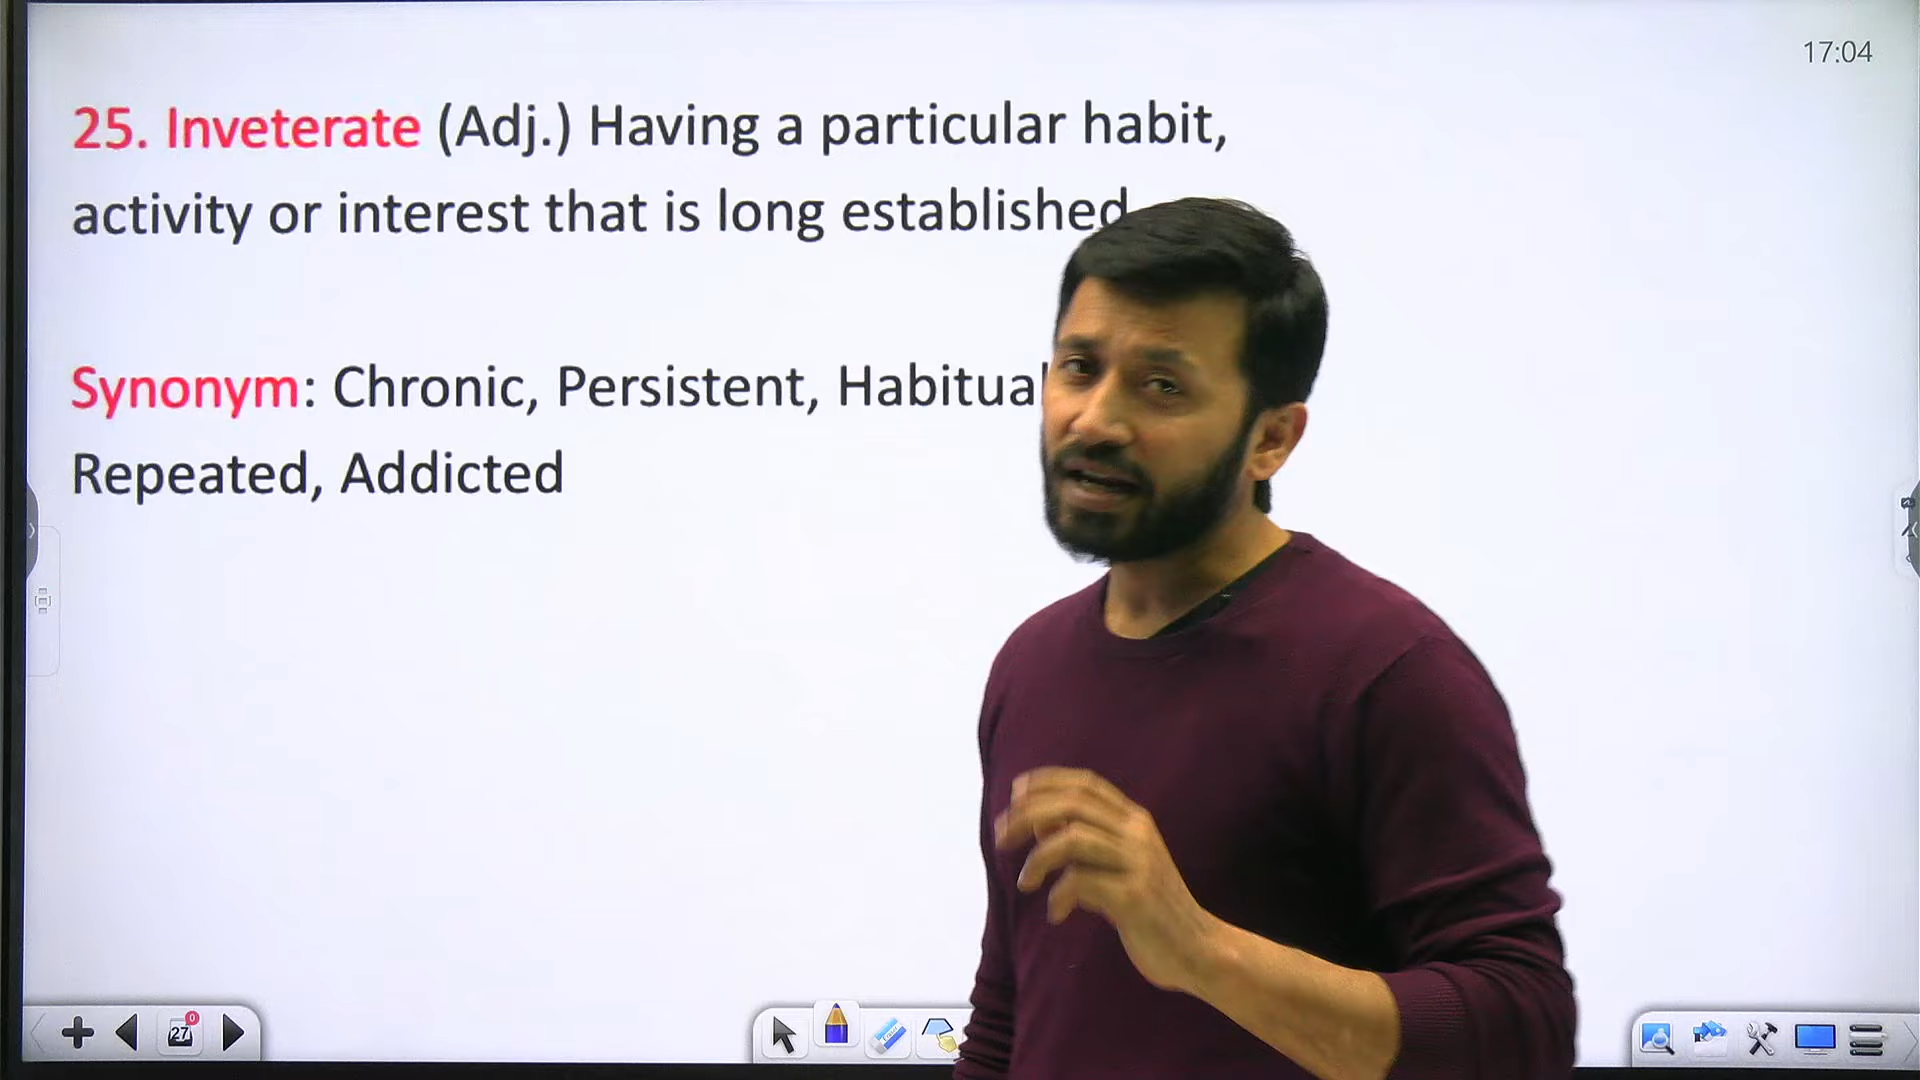 17:04
25. Inveterate (Adj.) Having a particular habit,
activity or interest that is long established
Synonym: Chronic, Persistent, Habitual
Repeated, Addicted
27
0